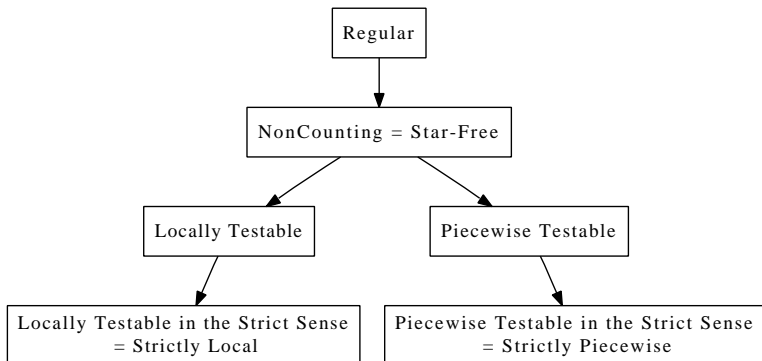 Regular
NonCounting = Star-Free
Locally Testable
Piecewise Testable
Locally Testable in the Strict Sense
= Strictly Local
Piecewise Testable in the Strict Sense
= Strictly Piecewise